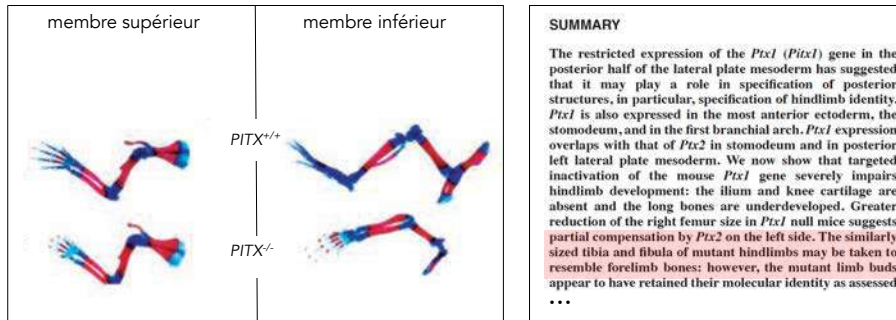 membre supérieur
membre inférieur
PITX+/+
PITX-/-
SUMMARY
The restricted expression of the Ptx1 (Pitx1) gene in the
posterior half of the lateral plate mesoderm has suggested
that it may play a role in specification of posterior
structures, in particular, specification of hindlimb identity.
Ptx1 is also expressed in the most anterior ectoderm, the
stomodeum, and in the first branchial arch. Ptx1 expression
overlaps with that of Ptx2 in stomodeum and in posterior
left lateral plate mesoderm. We now show that targeted
inactivation of the mouse Ptx1 gene severely impairs
hindlimb development: the ilium and knee cartilage are
absent and the long bones are underdeveloped. Greater
reduction of the right femur size in Ptx1 null mice suggests
partial compensation by Ptx2 on the left side. The similarly
sized tibia and fibula of mutant hindlimbs may be taken to
resemble forelimb bones: however, the mutant limb buds
appear to have retained their molecular identity as assessed
...